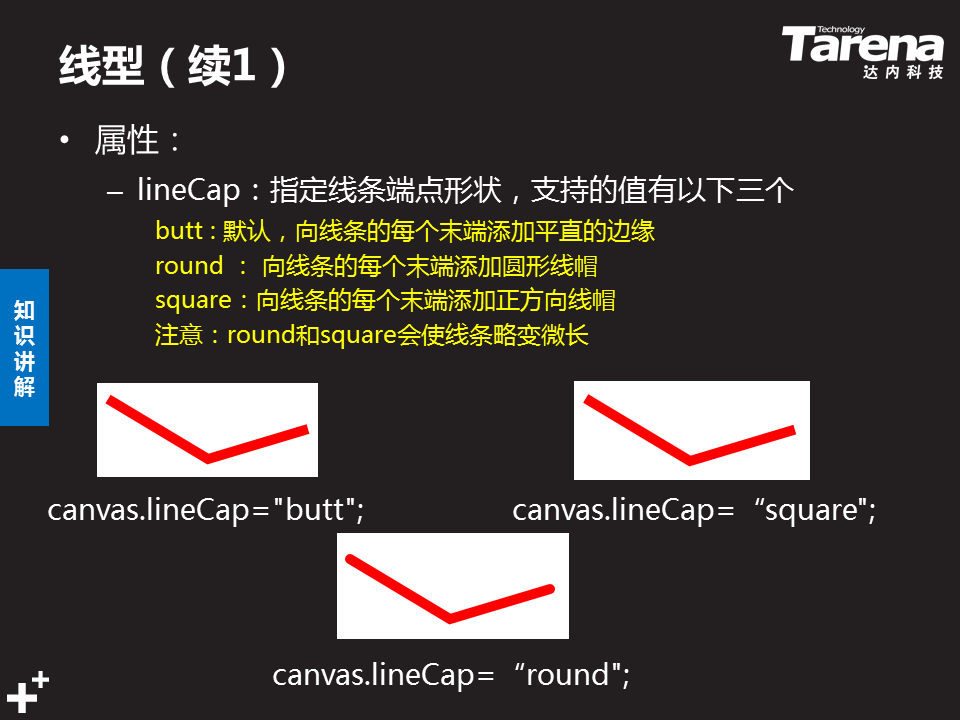 线型（续1）
Technology
Tarena
达内科技
• 属性：
– lineCap：指定线条端点形状，支持的值有以下三个
butt : 默认，向线条的每个末端添加平直的边缘
round ： 向线条的每个末端添加圆形线帽
square：向线条的每个末端添加正方向线帽
注意：round和square会使线条略变微长
知
识
讲
解
canvas.lineCap="butt";
canvas.lineCap=“square";
canvas.lineCap=“round";